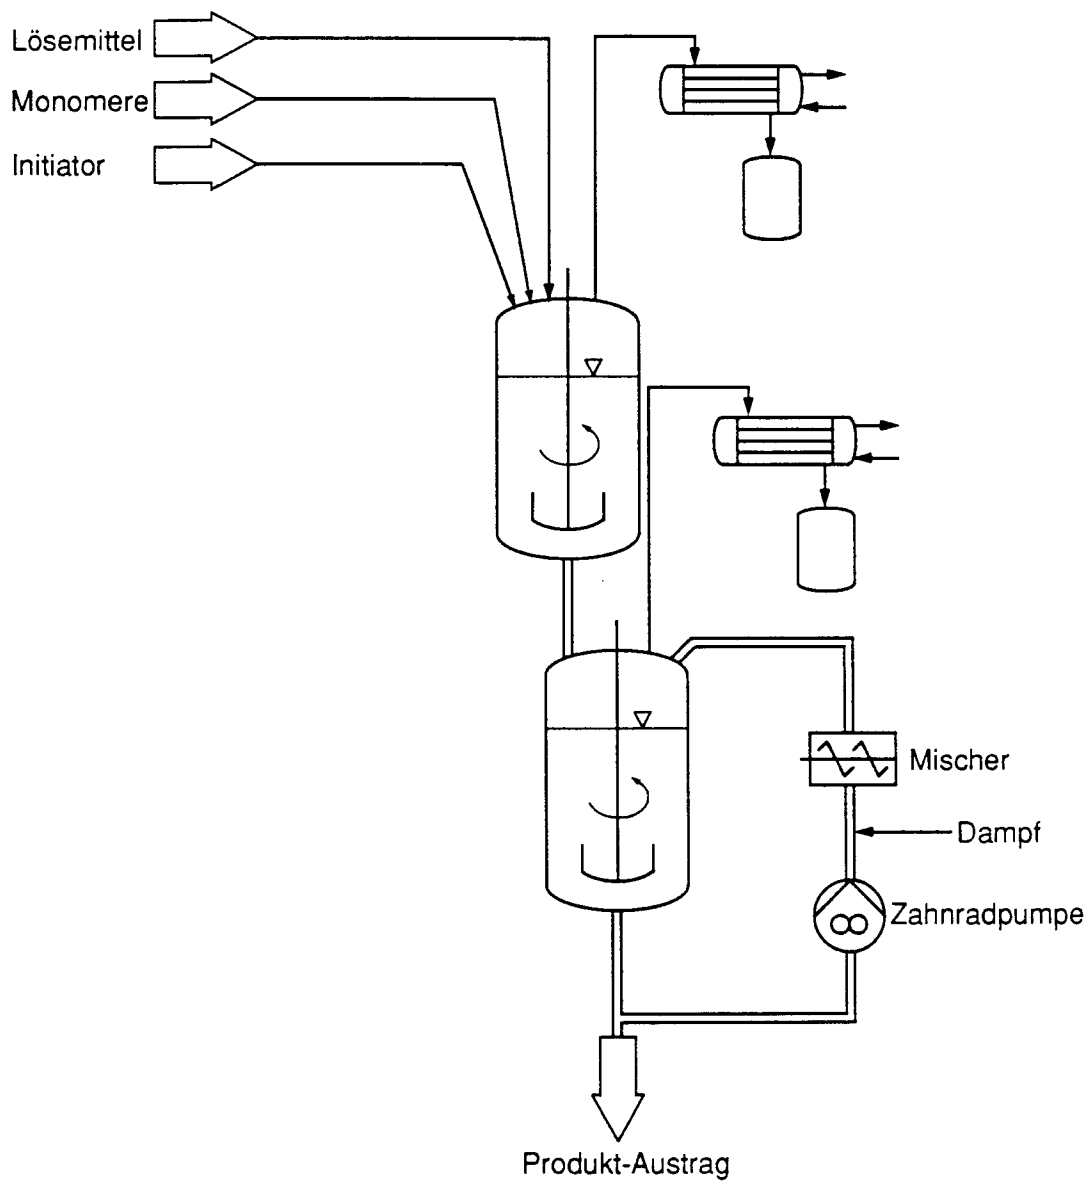 Lösemittel
Monomere
Initiator
Mischer
Dampf
Zahnradpumpe
Produkt-Austrag